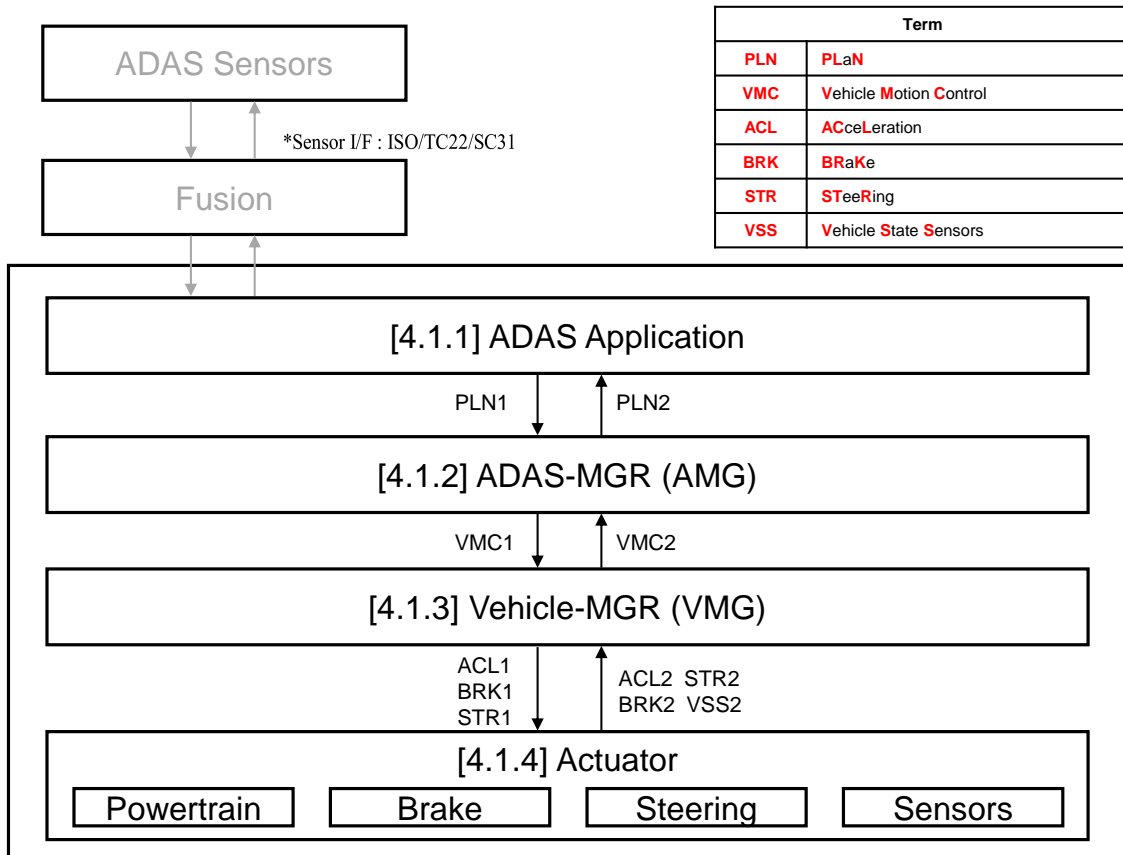 ADAS Sensors
*Sensor I/F : ISO/TC22/SC31
Fusion
Term
PLN PLaN
VMC Vehicle Motion Control
ACL ACceLeration
BRK BRaKe
STR STeeRing
VSS Vehicle State Sensors
[4.1.1] ADAS Application
PLN1 PLN2
[4.1.2] ADAS-MGR (AMG)
VMC1 VMC2
[4.1.3] Vehicle-MGR (VMG)
ACL1
BRK1
STR1
ACL2 STR2
BRK2 VSS2
[4.1.4] Actuator
Powertrain Brake Steering Sensors